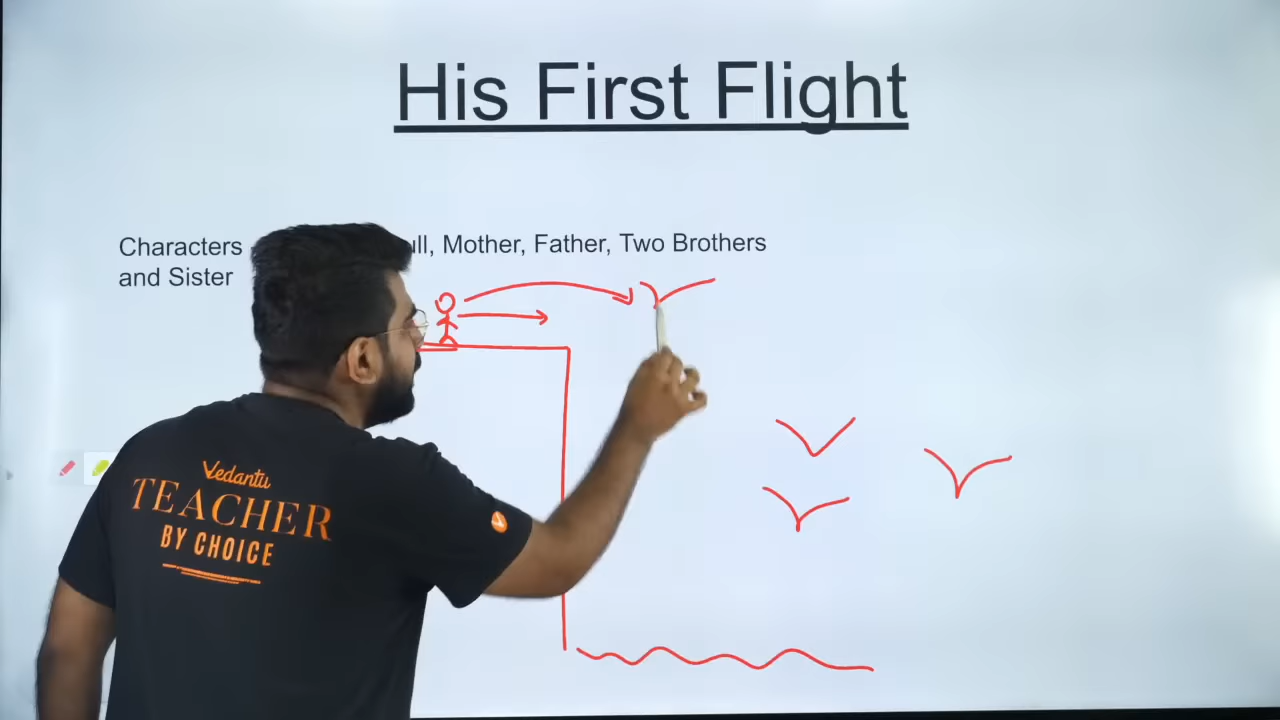 His First Flight
Characters ull, Mother, Father, Two Brothers
and Sister
Vedantu
TEACHER
BY CHOICE